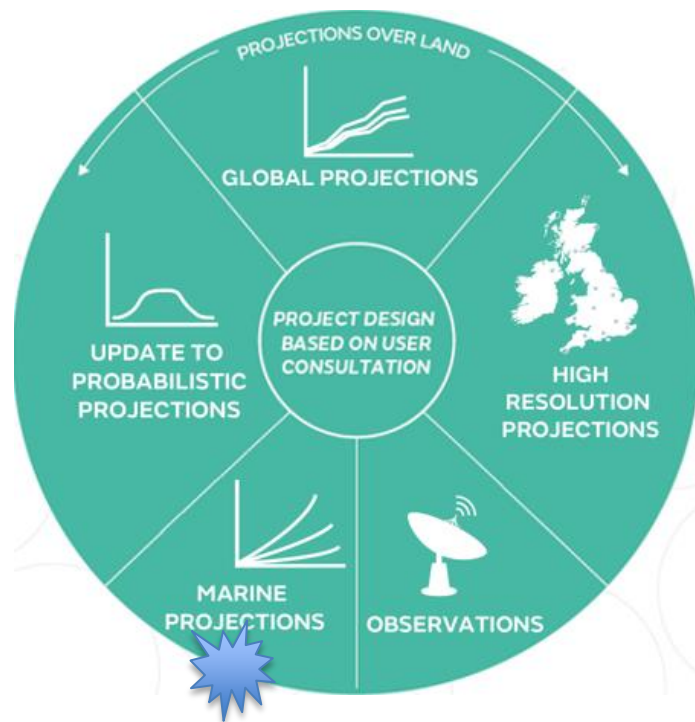 PROJECTIONS OVER LAND
GLOBAL PROJECTIONS
UPDATE TO
PROBABILISTIC
PROJECTIONS
PROJECT DESIGN
BASED ON USER
CONSULTATION
HIGH
RESOLUTION
PROJECTIONS
MARINE
PROJECTIONS
OBSERVATIONS